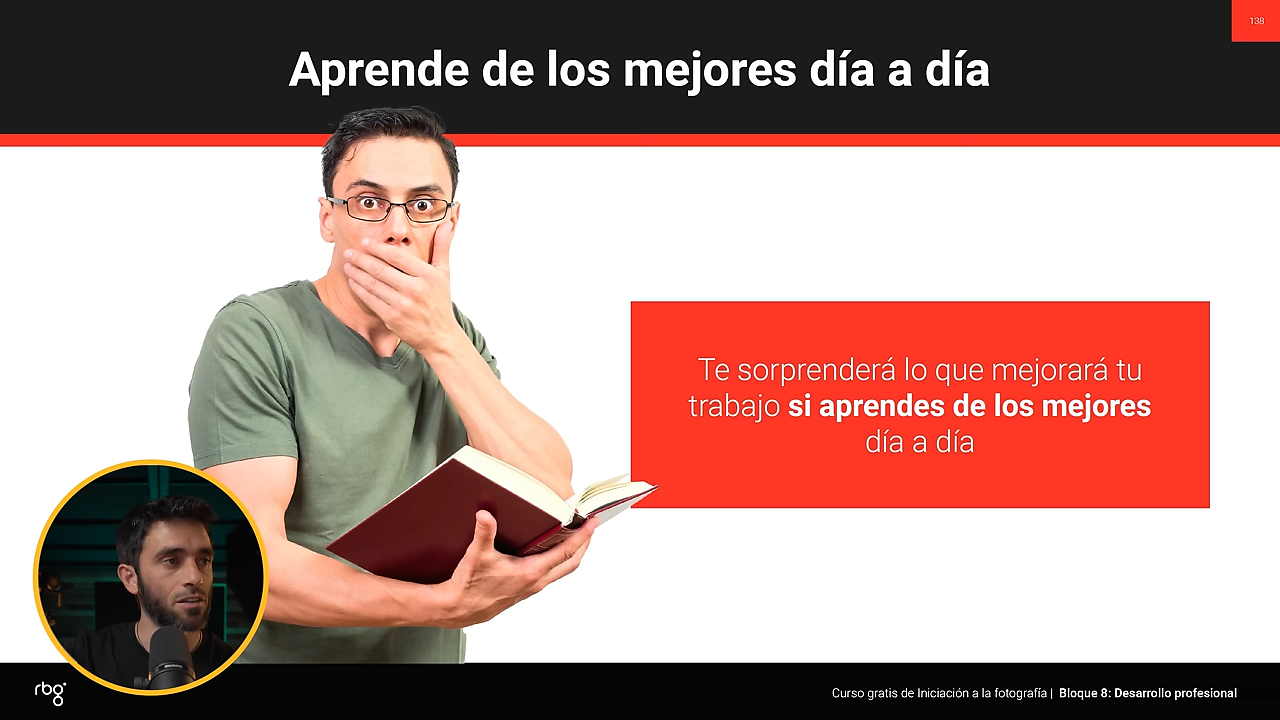 138
Aprende de los mejores día a día
Te sorprenderá lo que mejorará tu
trabajo si aprendes de los mejores
día a día
rbg
Curso gratis de Iniciación a la fotografía | Bloque 8: Desarrollo profesional